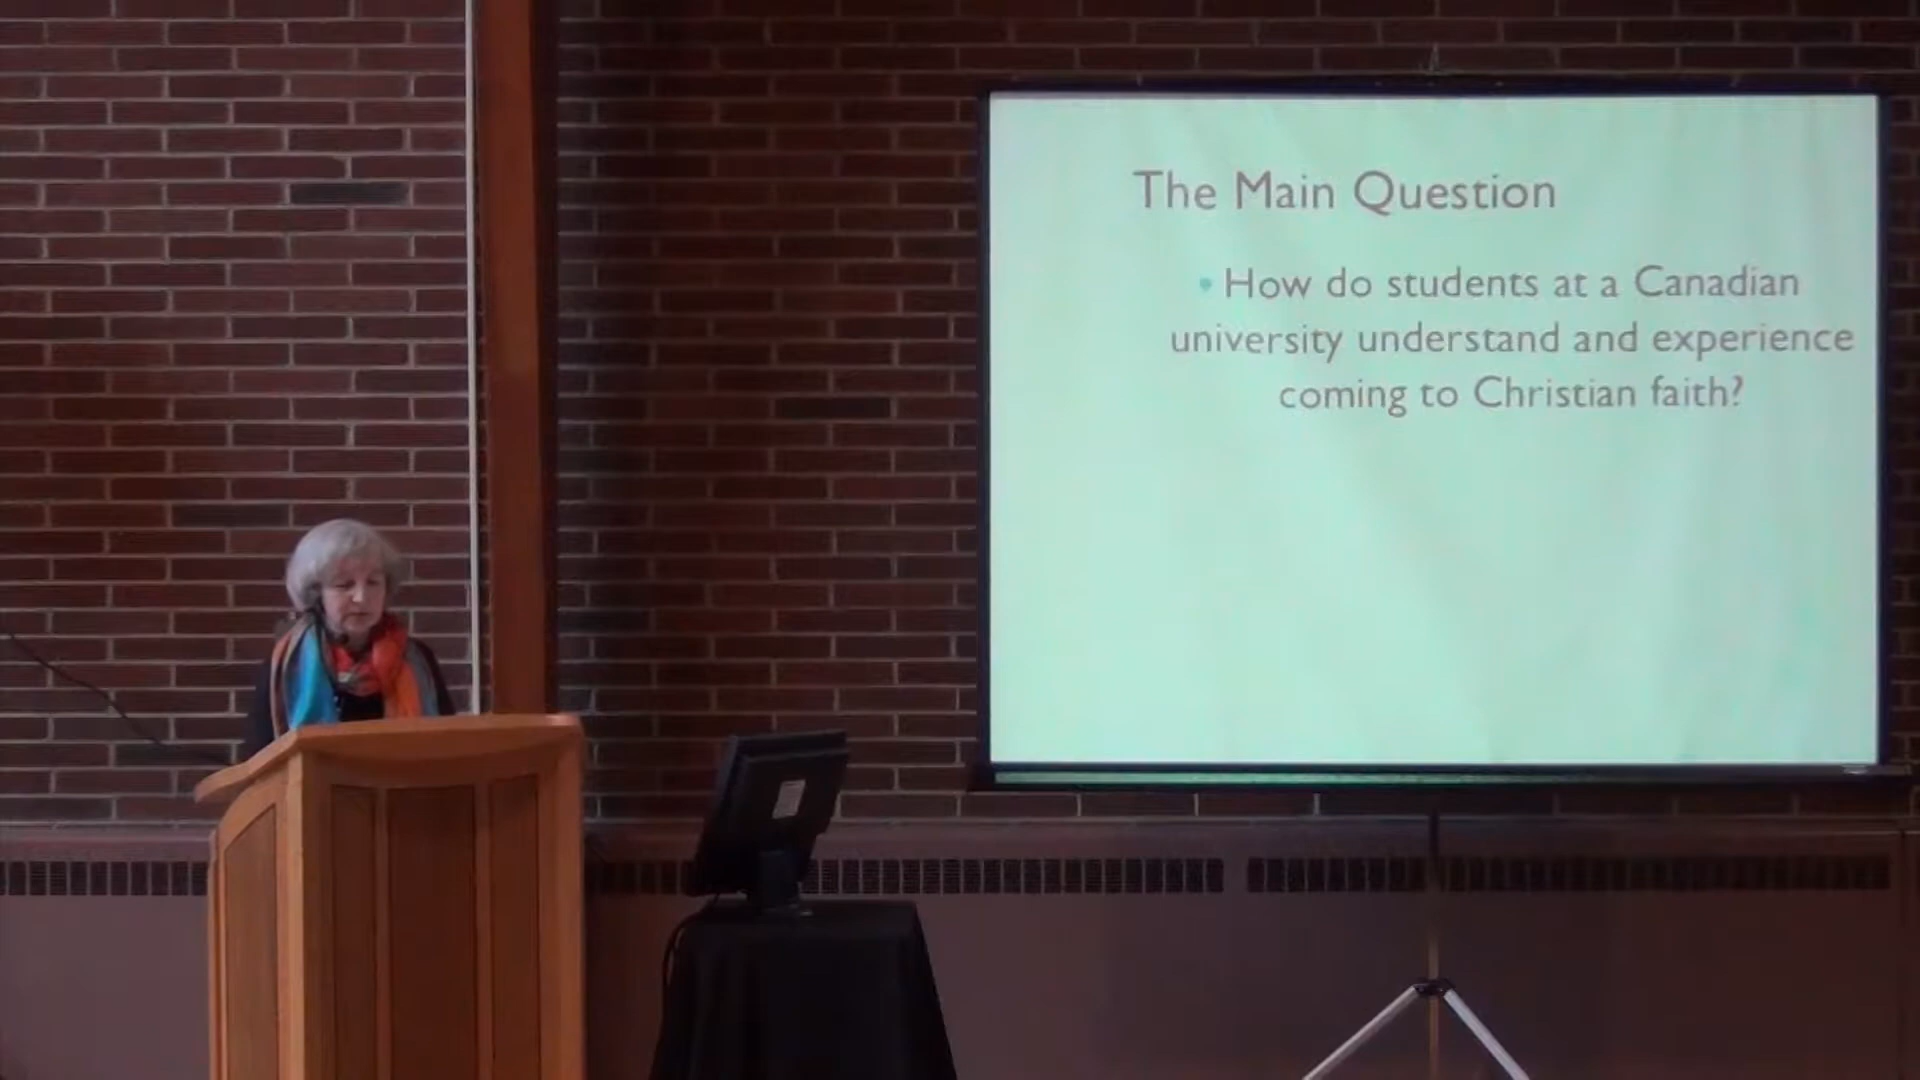 The Main Question
• How do students at a Canadian
university understand and experience
coming to Christian faith?